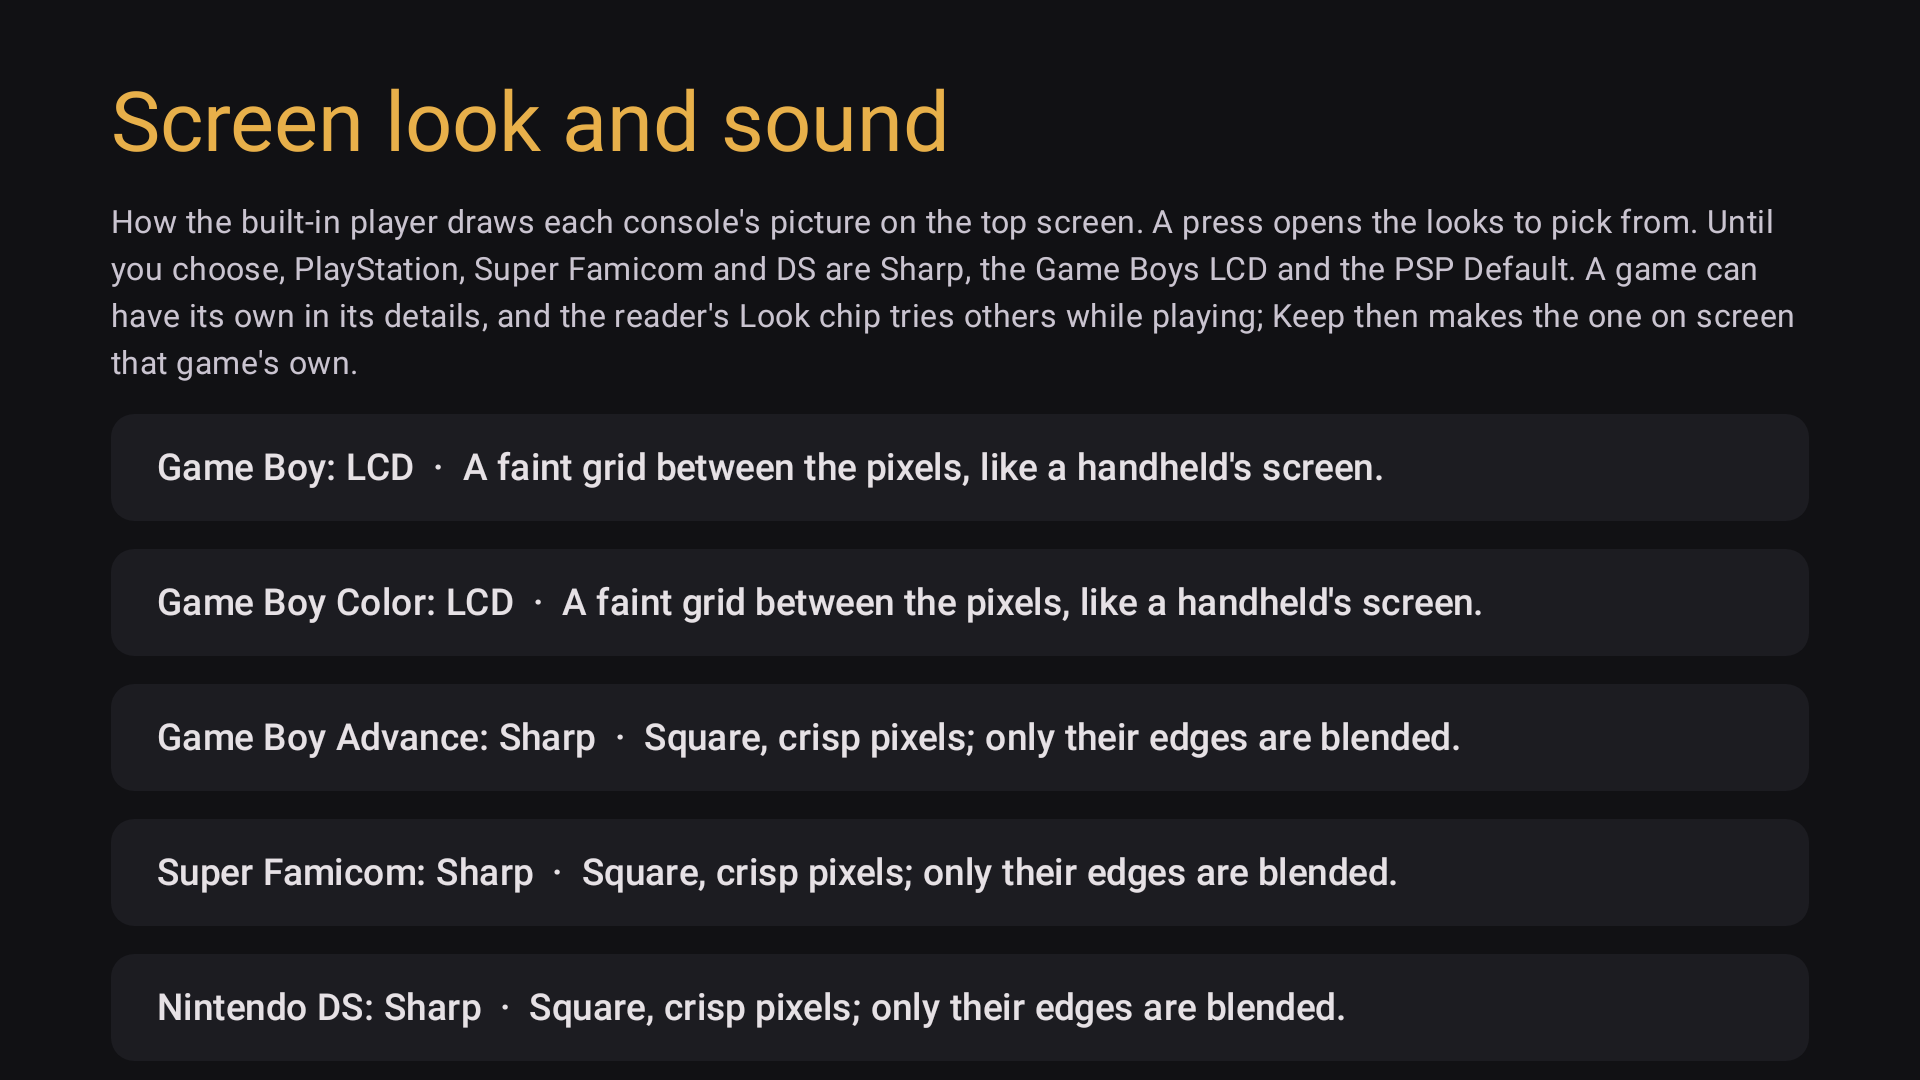 Screen look and sound
How the built-in player draws each console's picture on the top screen. A press opens the looks to pick from. Until
you choose, PlayStation, Super Famicom and DS are Sharp, the Game Boys LCD and the PSP Default. A game can
have its own in its details, and the reader's Look chip tries others while playing; Keep then makes the one on screen
that game's own.
Game Boy: LCD · A faint grid between the pixels, like a handheld's screen.
Game Boy Color: LCD · A faint grid between the pixels, like a handheld's screen.
Game Boy Advance: Sharp · Square, crisp pixels; only their edges are blended.
Super Famicom: Sharp · Square, crisp pixels; only their edges are blended.
Nintendo DS: Sharp · Square, crisp pixels; only their edges are blended.